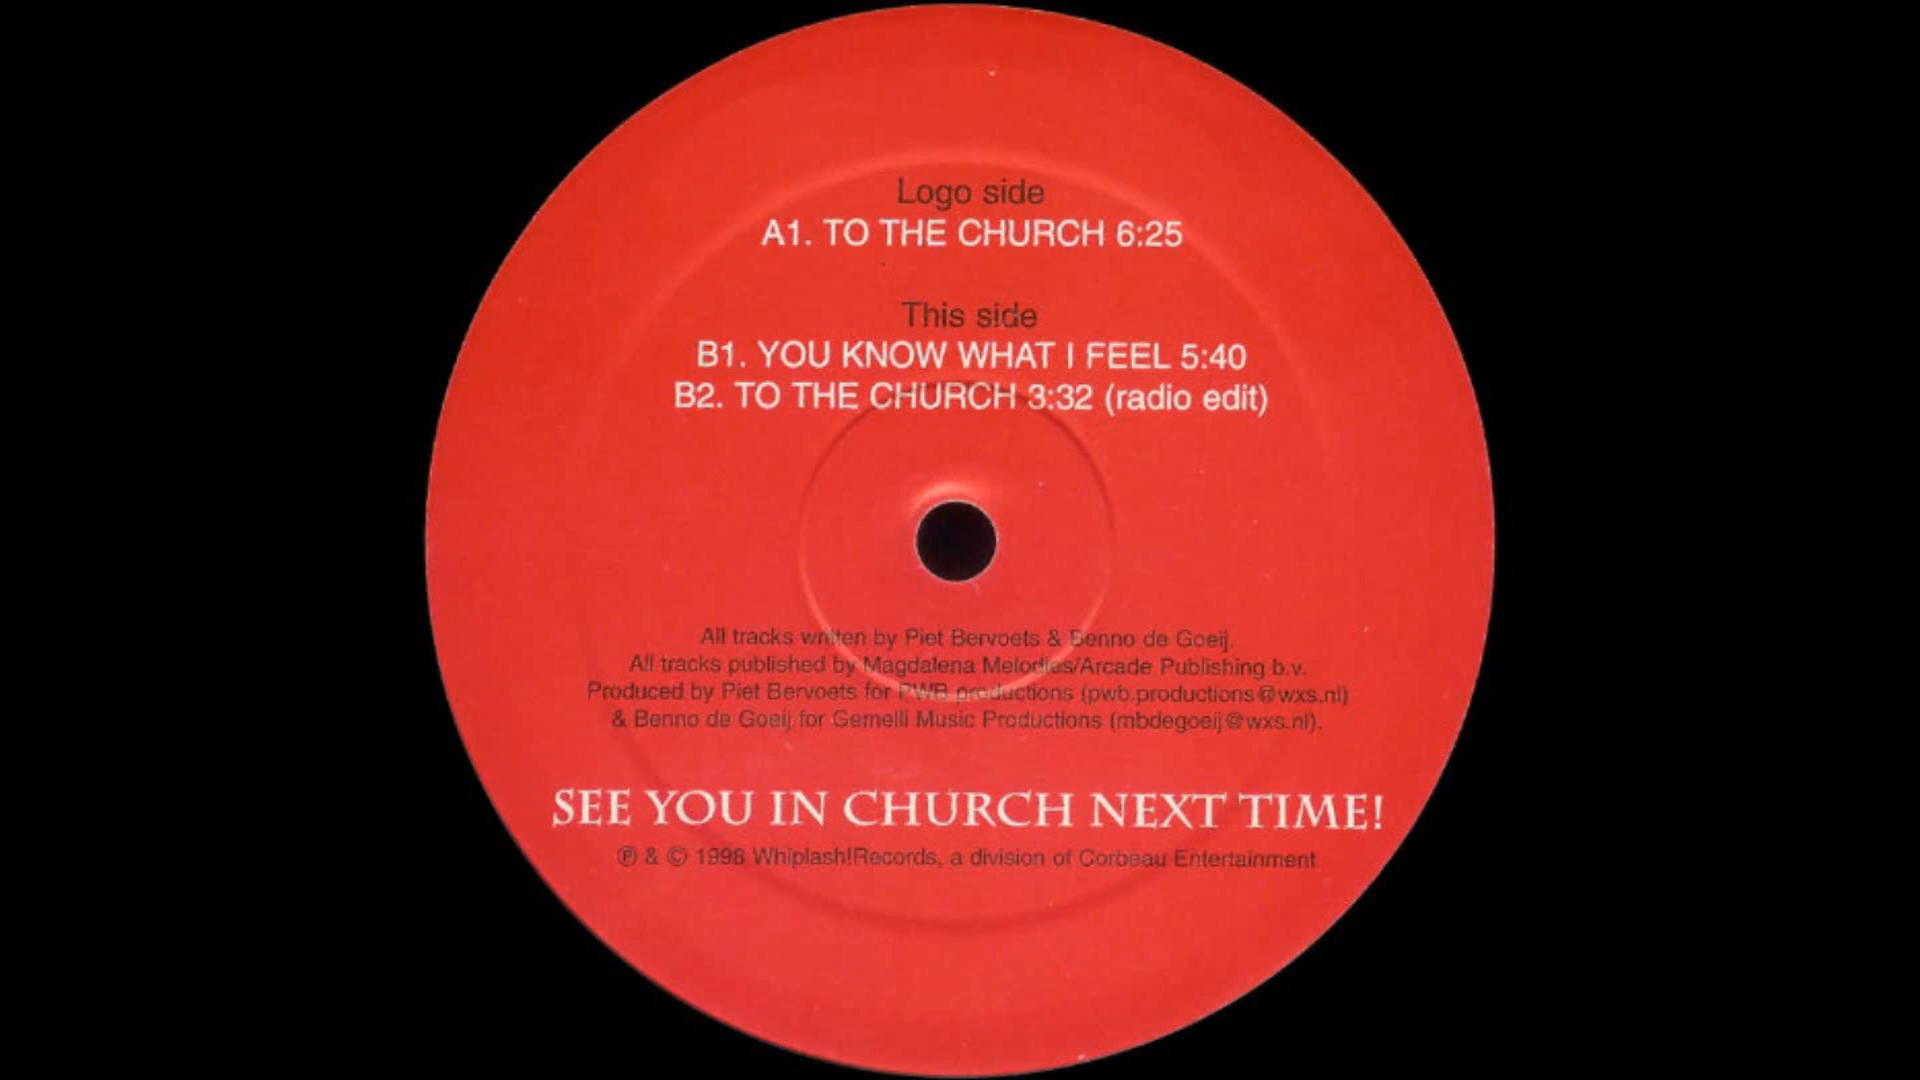 Logo side
A1. TO THE CHURCH 6:25
This side
B1. YOU KNOW WHAT I FEEL 5:40
B2. TO THE CHURCH 3:32 (radio edit)
All tracks written by Piet Bervoets & Benno de Goeij.
All tracks published by Magdalena Melodies/Arcade Publishing b.v.
Produced by Piet Bervoets for PWB productions (pwb.productions@wxs.nl)
& Benno de Goeij for Gemelli Music Productions (mbdegoeij@wxs.nl).
SEE YOU IN CHURCH NEXT TIME!
℗ & © 1998 Whiplash!Records, a division of Corbeau Entertainment